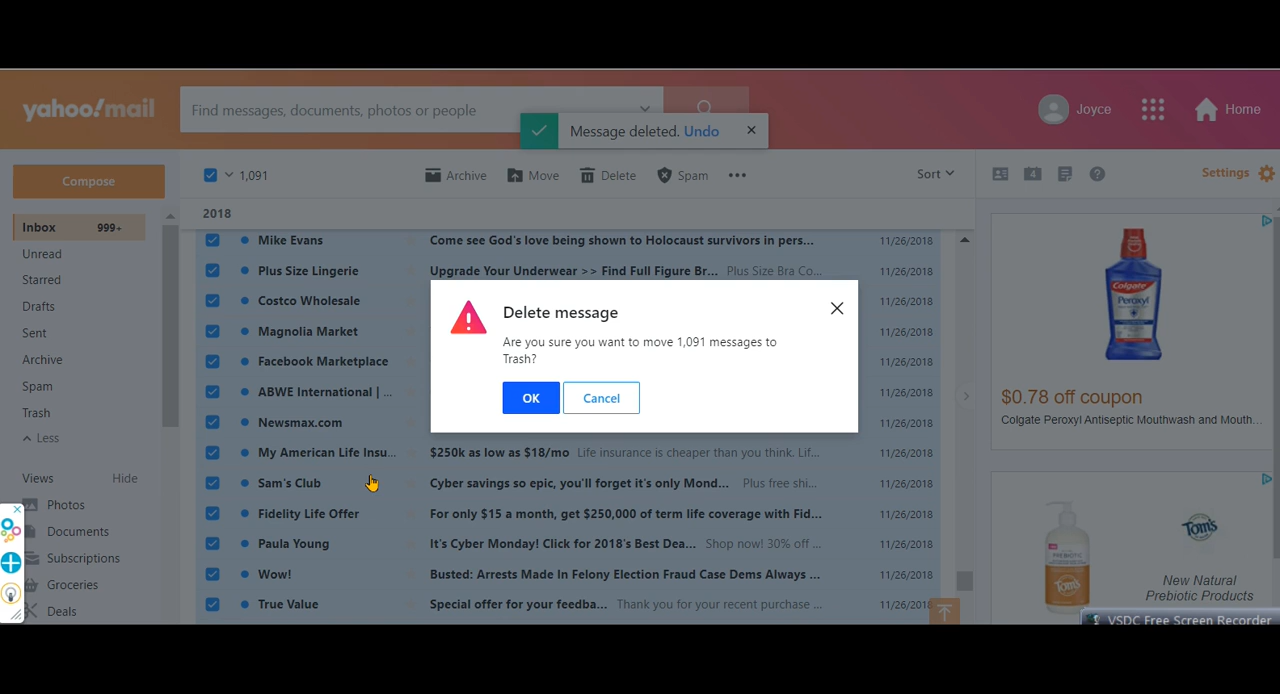 yahoo!mail
Find messages, documents, photos or people
Joyce
Home
Message deleted. Undo
Compose
1,091
Archive
Move
Delete
Spam
Sort
4
Settings
2018
Inbox 999+
Unread
Starred
Drafts
Sent
Archive
Spam
Trash
Less
Views Hide
Photos
Documents
Subscriptions
Groceries
Deals
Mike Evans Come see God's love being shown to Holocaust survivors in pers... 11/26/2018
Plus Size Lingerie Upgrade Your Underwear >> Find Full Figure Br... Plus Size Bra Co... 11/26/2018
Costco Wholesale 11/26/2018
Magnolia Market 11/26/2018
Facebook Marketplace 11/26/2018
ABWE International | ... 11/26/2018
Newsmax.com 11/26/2018
My American Life Insu... $250k as low as $18/mo Life insurance is cheaper than you think. Lif... 11/26/2018
Sam's Club Cyber savings so epic, you'll forget it's only Mond... Plus free shi... 11/26/2018
Fidelity Life Offer For only $15 a month, get $250,000 of term life coverage with Fid... 11/26/2018
Paula Young It's Cyber Monday! Click for 2018's Best Dea... Shop now! 30% off ... 11/26/2018
Wow! Busted: Arrests Made In Felony Election Fraud Case Dems Always ... 11/26/2018
True Value Special offer for your feedba... Thank you for your recent purchase ... 11/26/2018
Delete message
Are you sure you want to move 1,091 messages to
Trash?
OK
Cancel
Colgate
Peroxyl
$0.78 off coupon
Colgate Peroxyl Antiseptic Mouthwash and Mouth...
PREBIOTIC
Tom's
New Natural
Prebiotic Products
VSDC Free Screen Recorder